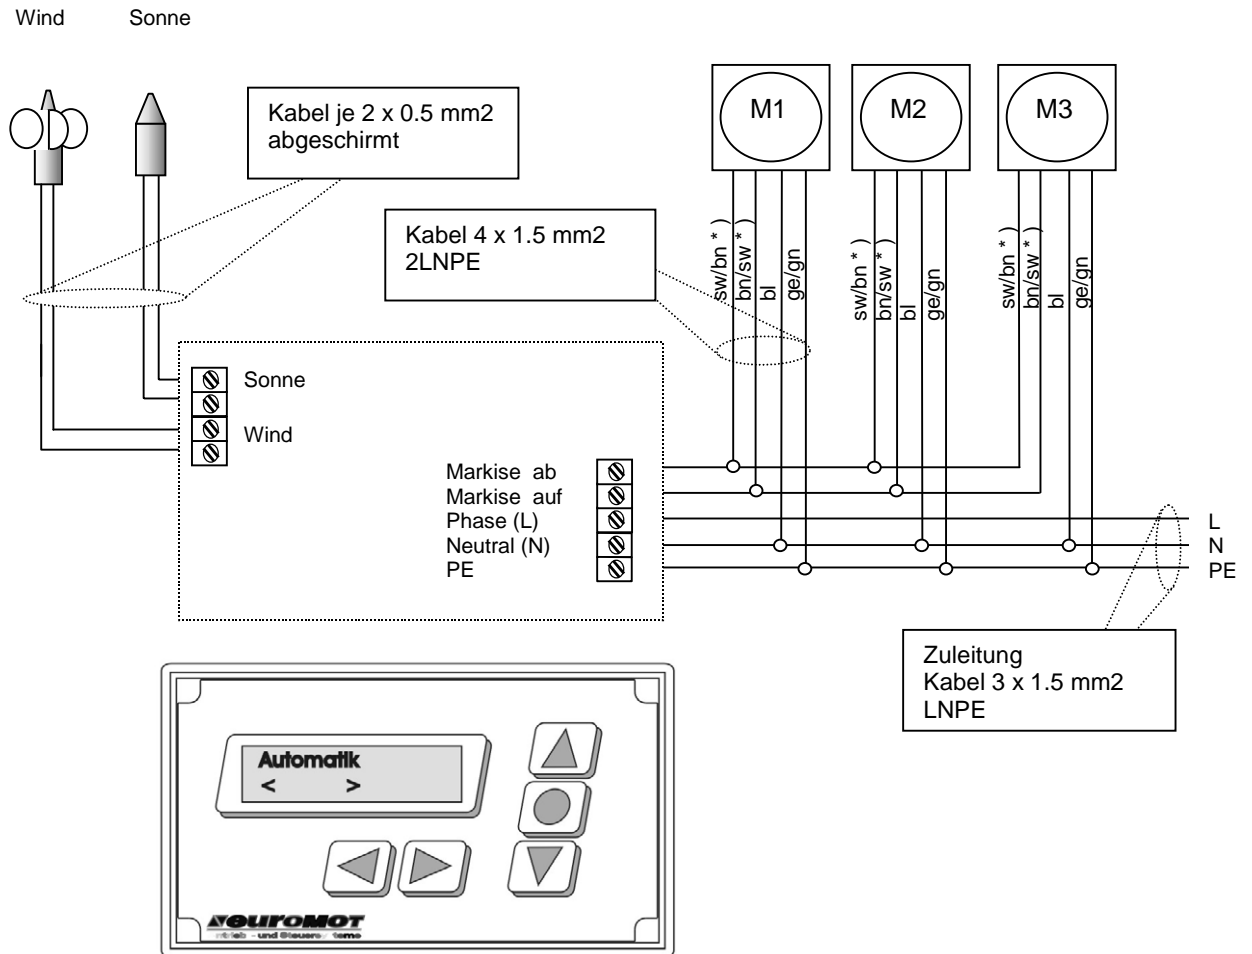 Wind Sonne
Kabel je 2 x 0.5 mm2
abgeschirmt
M1 M2 M3
Kabel 4 x 1.5 mm2
2LNPE
sw/bn * )
bn/sw * )
bl
ge/gn
sw/bn * )
bn/sw * )
bl
ge/gn
sw/bn * )
bn/sw * )
bl
ge/gn
Sonne
Wind
Markise ab
Markise auf
Phase (L)
Neutral (N)
PE
L
N
PE
Zuleitung
Kabel 3 x 1.5 mm2
LNPE
Automatik
< >
euroMOT
und